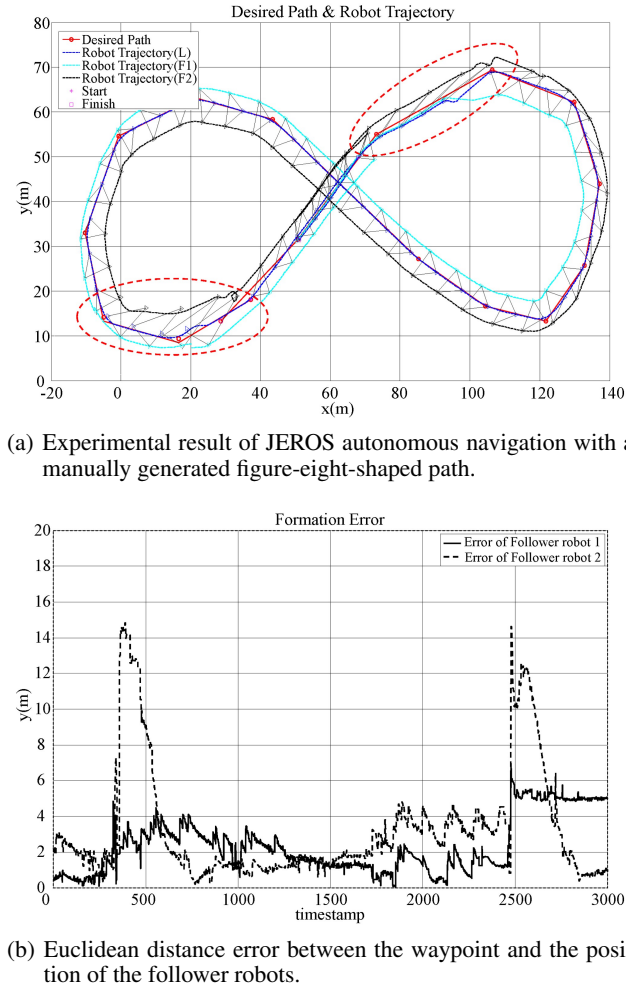 Desired Path & Robot Trajectory
80
70
60
50
40
30
20
10
0
y(m)
Desired Path
Robot Trajectory(L)
Robot Trajectory(F1)
Robot Trajectory(F2)
Start
Finish
-20 0 20 40 60 80 100 120 140
x(m)
(a) Experimental result of JEROS autonomous navigation with a
manually generated figure-eight-shaped path.
Formation Error
20
18
16
14
12
10
8
6
4
2
0
y(m)
Error of Follower robot 1
Error of Follower robot 2
0 500 1000 1500 2000 2500 3000
timestamp
(b) Euclidean distance error between the waypoint and the posi-
tion of the follower robots.